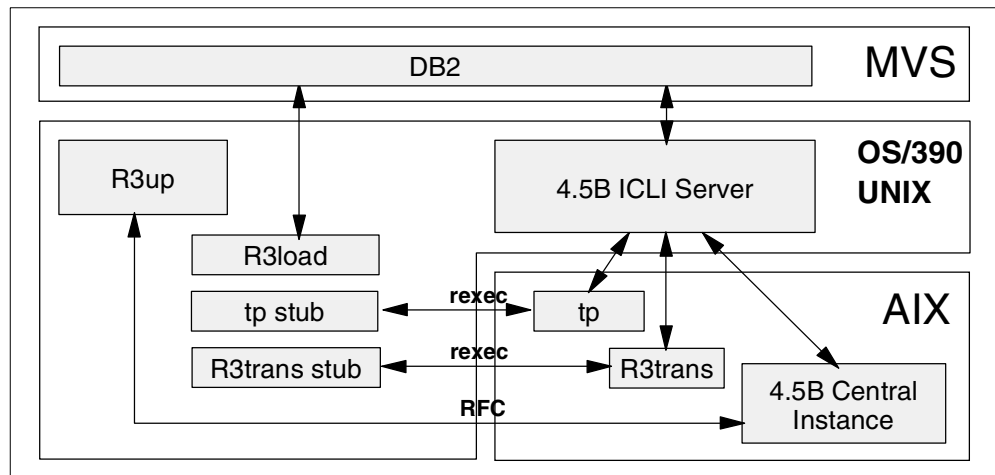 DB2
MVS
R3up
4.5B ICLI Server
OS/390
UNIX
R3load
tp stub
rexec
tp
AIX
R3trans stub
rexec
R3trans
4.5B Central
Instance
RFC